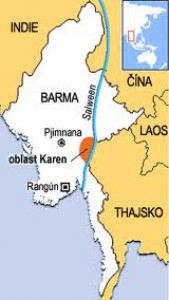 INDIE
ČÍNA
BARMA
Salween
LAOS
Pjimnana
oblast Karen
Rangún
THAJSKO